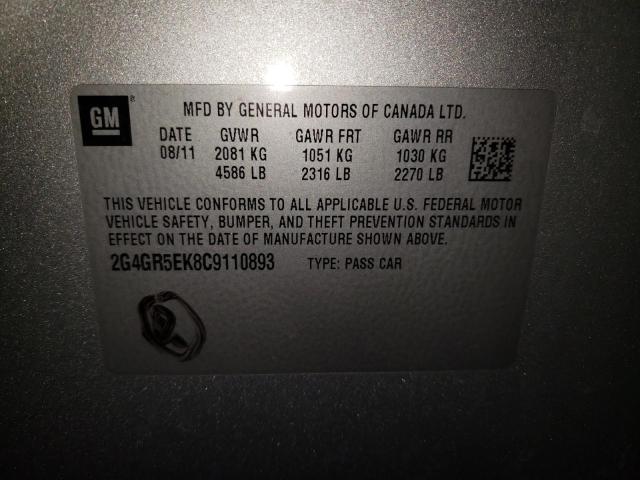 GM
MFD BY GENERAL MOTORS OF CANADA LTD.
DATE GVWR GAWR FRT GAWR RR
08/11 2081 KG 1051 KG 1030 KG
4586 LB 2316 LB 2270 LB
THIS VEHICLE CONFORMS TO ALL APPLICABLE U.S. FEDERAL MOTOR
VEHICLE SAFETY, BUMPER, AND THEFT PREVENTION STANDARDS IN
EFFECT ON THE DATE OF MANUFACTURE SHOWN ABOVE.
2G4GR5EK8C9110893 TYPE: PASS CAR